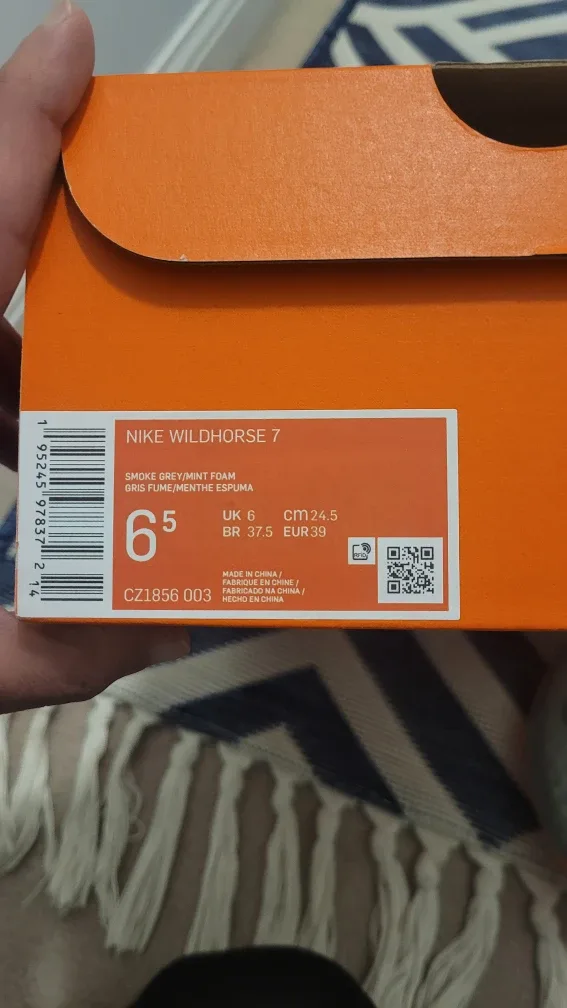 NIKE WILDHORSE 7
SMOKE GREY/MINT FOAM
GRIS FUME/MENTHE ESPUMA
6⁵
UK 6 cm 24.5
BR 37.5 EUR 39
RFID
MADE IN CHINA /
FABRIQUE EN CHINE /
FABRICADO NA CHINA /
HECHO EN CHINA
CZ1856 003
1 95245 97837 2 14